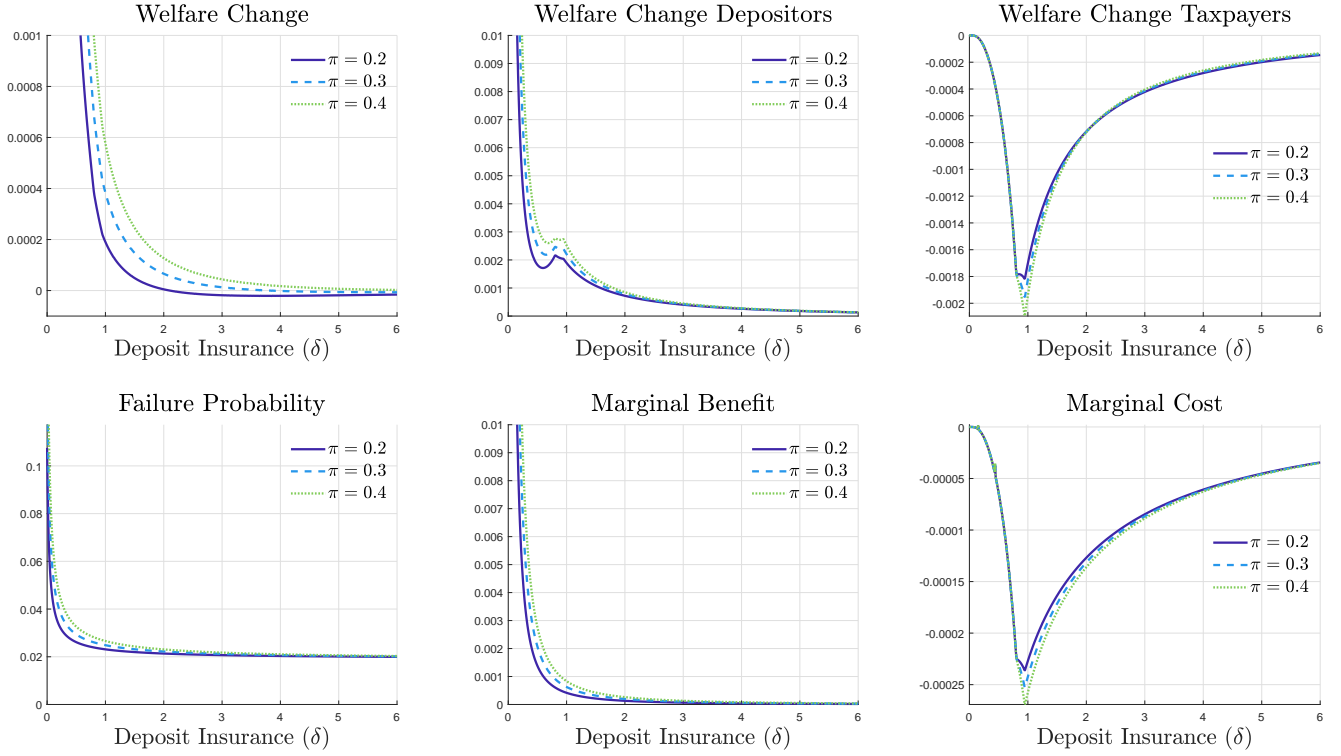 Welfare Change
0.001
0.0008
0.0006
0.0004
0.0002
0
0 1 2 3 4 5 6
π = 0.2
π = 0.3
π = 0.4
Deposit Insurance (δ)
Welfare Change Depositors
0.01
0.009
0.008
0.007
0.006
0.005
0.004
0.003
0.002
0.001
0
0 1 2 3 4 5 6
π = 0.2
π = 0.3
π = 0.4
Deposit Insurance (δ)
Welfare Change Taxpayers
0
-0.0002
-0.0004
-0.0006
-0.0008
-0.001
-0.0012
-0.0014
-0.0016
-0.0018
-0.002
0 1 2 3 4 5 6
π = 0.2
π = 0.3
π = 0.4
Deposit Insurance (δ)
Failure Probability
0.1
0.08
0.06
0.04
0.02
0
0 1 2 3 4 5 6
π = 0.2
π = 0.3
π = 0.4
Deposit Insurance (δ)
Marginal Benefit
0.01
0.009
0.008
0.007
0.006
0.005
0.004
0.003
0.002
0.001
0
0 1 2 3 4 5 6
π = 0.2
π = 0.3
π = 0.4
Deposit Insurance (δ)
Marginal Cost
0
-0.00005
-0.0001
-0.00015
-0.0002
-0.00025
0 1 2 3 4 5 6
π = 0.2
π = 0.3
π = 0.4
Deposit Insurance (δ)